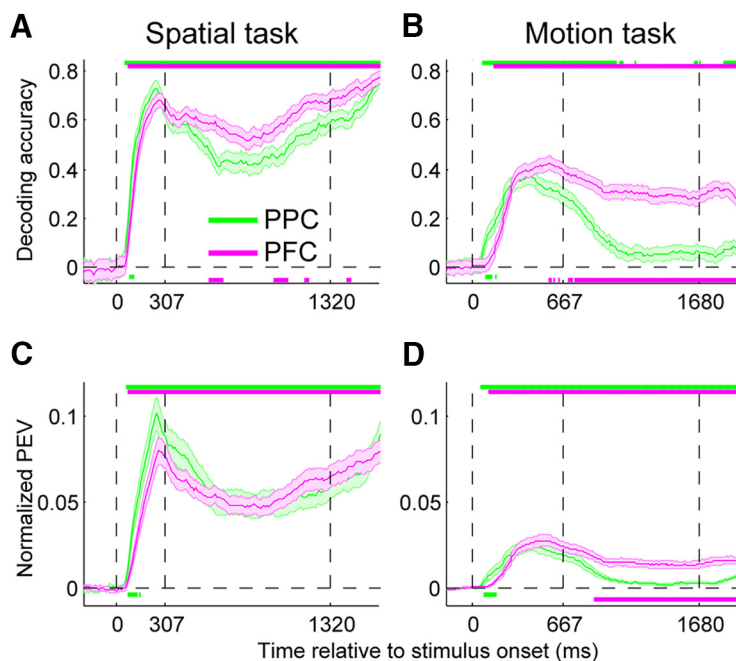 A Spatial task
B Motion task
Decoding accuracy
0.8
0.6
0.4
0.2
0
PPC
PFC
0 307 1320
0.8
0.6
0.4
0.2
0
0 667 1680
C
D
Normalized PEV
0.1
0.05
0
0 307 1320
0.1
0.05
0
0 667 1680
Time relative to stimulus onset (ms)